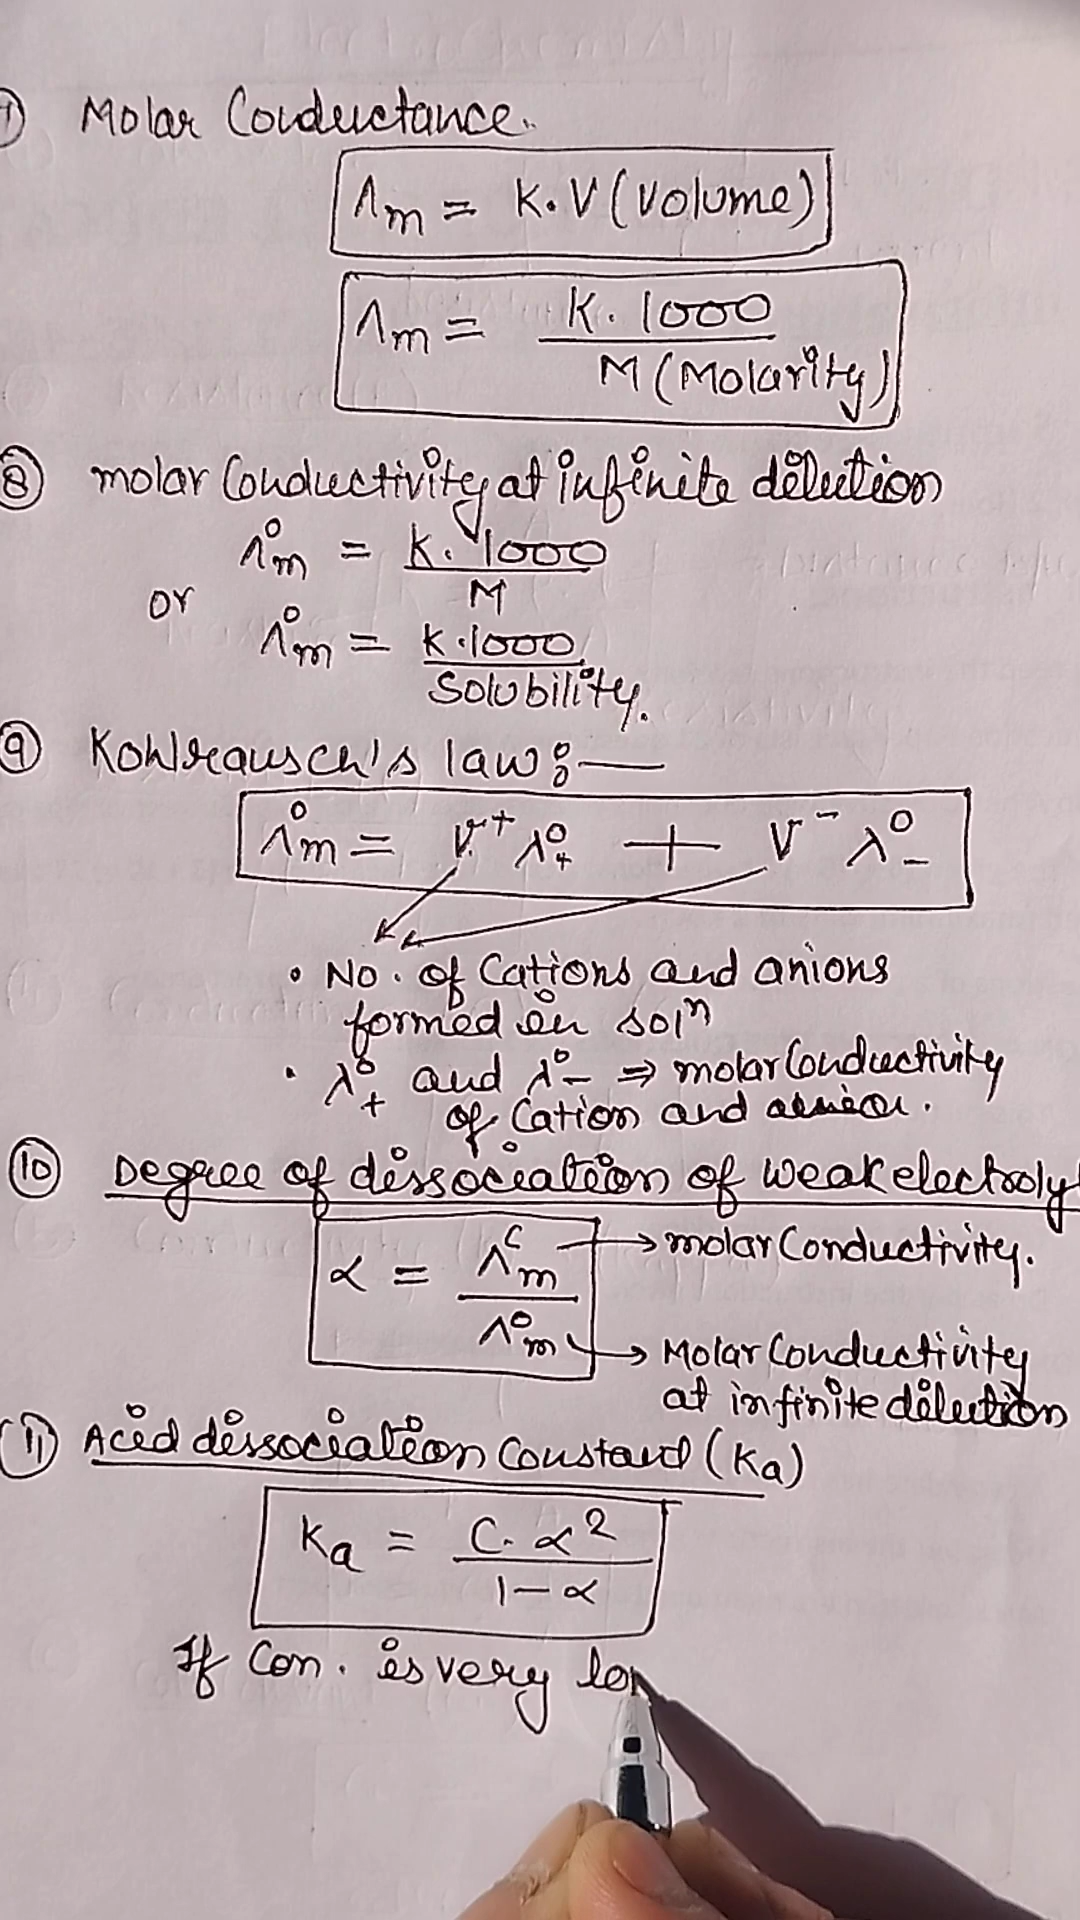 7) Molar Conductance.
Λm = K. V (Volume)
Λm = K. 1000 / M (Molarity)
⑧ molar Conductivity at infinite dilution
Λ°m = K. 1000 / M
or
Λ°m = K. 1000 / Solubility.
⑨ Kohlrausch's law :—
Λ°m = V⁺ λ°₊ + V⁻ λ°₋
• No. of Cations and anions
formed in solⁿ
• λ°₊ and λ°₋ ⇒ molar Conductivity
of Cation and anion.
⑩ Degree of dissociation of weak electroly
α = Λᶜm / Λ°m
→ molar Conductivity.
→ Molar Conductivity
at infinite dilution
⑪ Acid dissociation Constant (Ka)
Ka = C. α² / 1 - α
If Con. is very lo